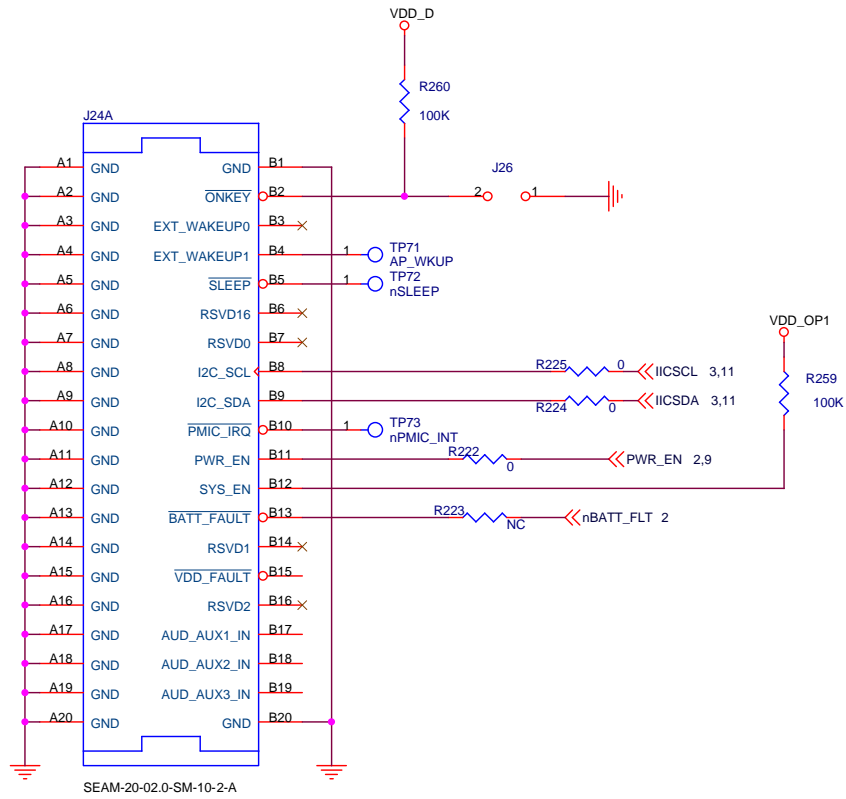 VDD_D
R260
100K
J24A
J26
A1 GND GND B1
A2 GND ONKEY B2 2 1
A3 GND EXT_WAKEUP0 B3
A4 GND EXT_WAKEUP1 B4 1 TP71
AP_WKUP
A5 GND SLEEP B5 1 TP72
nSLEEP
A6 GND RSVD16 B6
A7 GND RSVD0 B7
VDD_OP1
A8 GND I2C_SCL B8 R225 0 IICSCL 3,11
R259
100K
A9 GND I2C_SDA B9 R224 0 IICSDA 3,11
A10 GND PMIC_IRQ B10 1 TP73
nPMIC_INT
A11 GND PWR_EN B11 R222 0 PWR_EN 2,9
A12 GND SYS_EN B12
A13 GND BATT_FAULT B13 R223 NC nBATT_FLT 2
A14 GND RSVD1 B14
A15 GND VDD_FAULT B15
A16 GND RSVD2 B16
A17 GND AUD_AUX1_IN B17
A18 GND AUD_AUX2_IN B18
A19 GND AUD_AUX3_IN B19
A20 GND GND B20
SEAM-20-02.0-SM-10-2-A